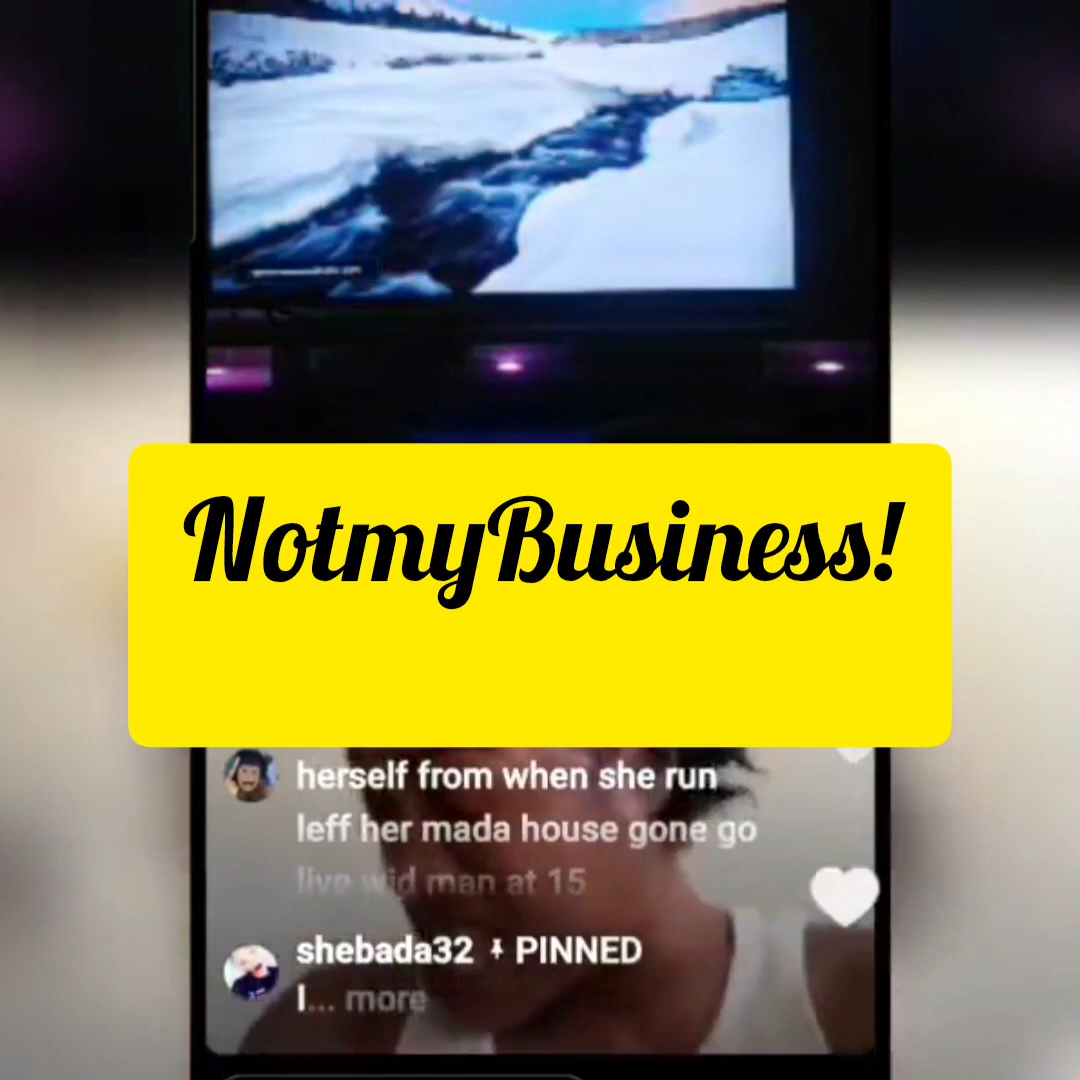 NotmyBusiness!
herself from when she run
leff her mada house gone go
live wid man at 15
shebada32 PINNED
I... more